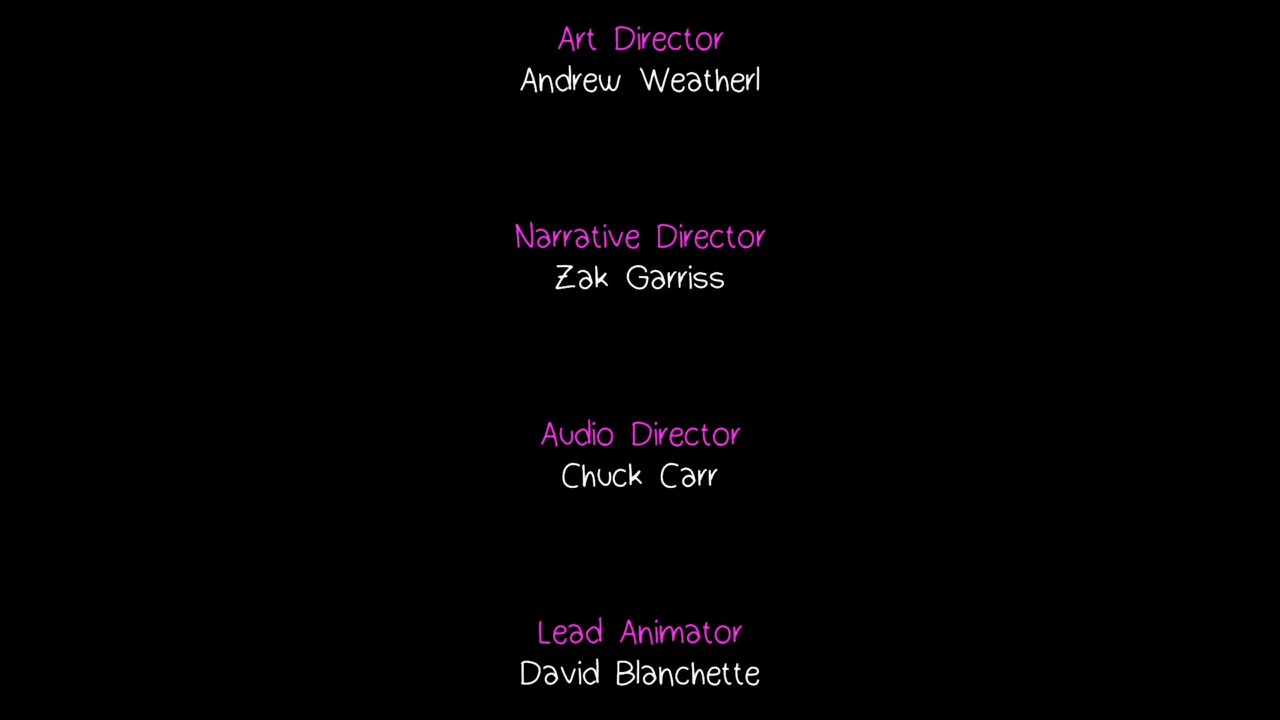 Art Director
Andrew Weatherl
Narrative Director
Zak Garriss
Audio Director
Chuck Carr
Lead Animator
David Blanchette